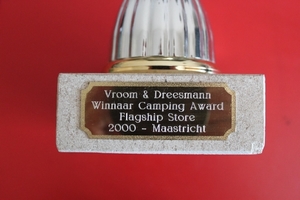 Vroom & Dreesmann
Winnaar Camping Award
Flagship Store
2000 - Maastricht